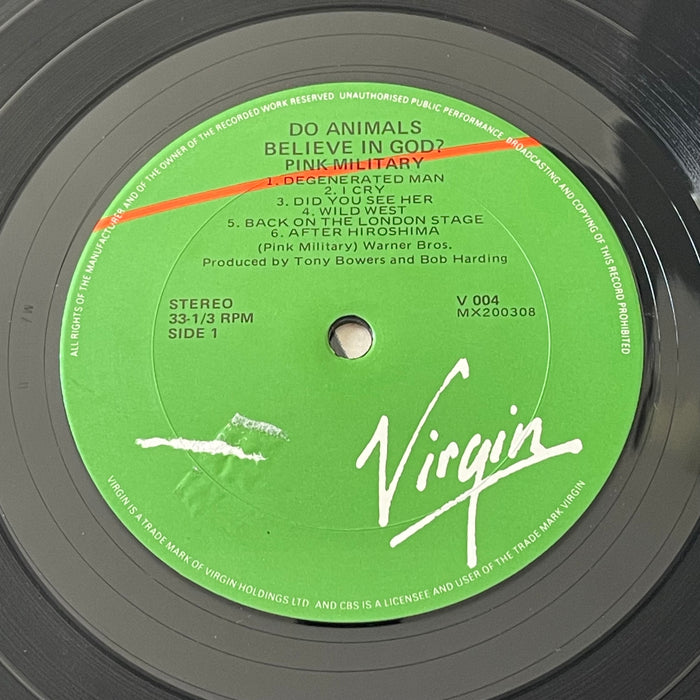 ALL RIGHTS OF THE MANUFACTURER AND OF THE OWNER OF THE RECORDED WORK RESERVED. UNAUTHORISED PUBLIC PERFORMANCE, BROADCASTING AND COPYING OF THIS RECORD PROHIBITED
DO ANIMALS
BELIEVE IN GOD?
PINK MILITARY
1. DEGENERATED MAN
2. I CRY
3. DID YOU SEE HER
4. WILD WEST
5. BACK ON THE LONDON STAGE
6. AFTER HIROSHIMA
(Pink Military) Warner Bros.
Produced by Tony Bowers and Bob Harding
STEREO
33-1/3 RPM
SIDE 1
V 004
MX200308
Virgin
VIRGIN IS A TRADE MARK OF VIRGIN HOLDINGS LTD. AND CBS IS A LICENSEE AND USER OF THE TRADE MARK VIRGIN